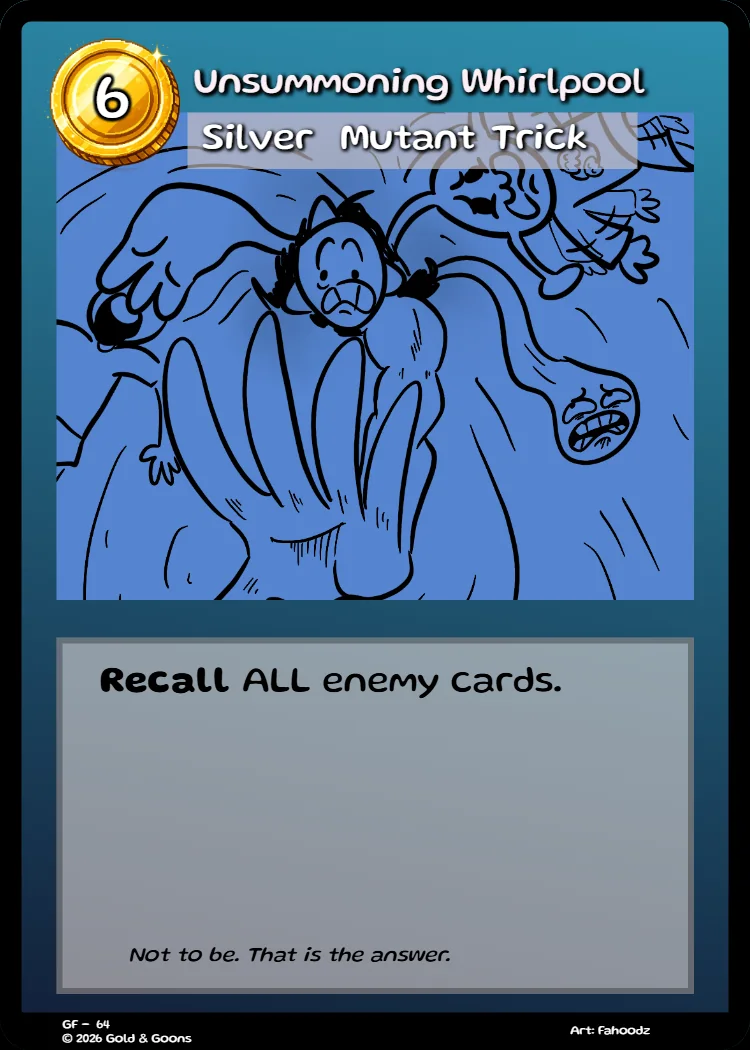 6
Unsummoning Whirlpool
Silver Mutant Trick
Recall ALL enemy cards.
Not to be. That is the answer.
GF - 64
© 2026 Gold & Goons
Art: Fahoodz